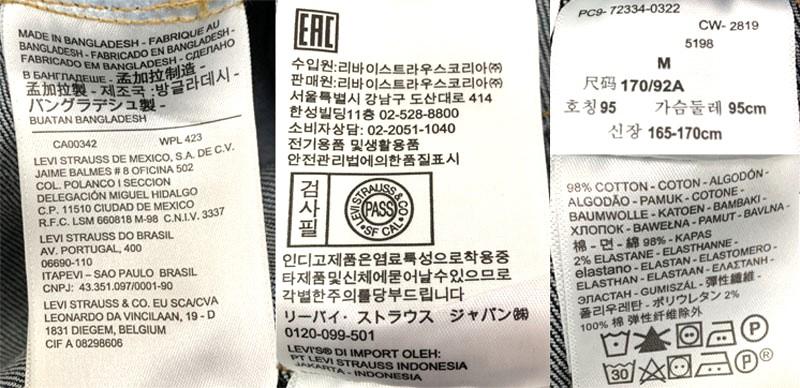 MADE IN BANGLADESH - FABRIQUE AU
BANGLADESH - FABRICADO EN BANGLADESH -
FABRICADO EM BANGLADESH - СДЕЛАНО
В БАНГЛАДЕШЕ - 孟加拉制造 -
孟加拉製 - 제조국 :방글라데시 -
バングラデシュ製 -
BUATAN BANGLADESH
CA00342 WPL 423
LEVI STRAUSS DE MEXICO, S.A. DE C.V.
JAIME BALMES # 8 OFICINA 502
COL. POLANCO I SECCION
DELEGACIÓN MIGUEL HIDALGO
C.P. 11510 CIUDAD DE MEXICO
R.F.C. LSM 660818 M-98 C.N.I.V. 3337
LEVI STRAUSS DO BRASIL
AV. PORTUGAL, 400
06690-110
ITAPEVI – SAO PAULO BRASIL
CNPJ: 43.351.097/0001-90
LEVI STRAUSS & CO. EU SCA/CVA
LEONARDO DA VINCILAAN, 19 - D
1831 DIEGEM, BELGIUM
CIF A 08298606
EAC
수입원:리바이스트라우스코리아㈜
판매원:리바이스트라우스코리아㈜
서울특별시 강남구 도산대로 414
한성빌딩11층 02-528-8800
소비자상담: 02-2051-1040
전기용품 및생활용품
안전관리법에의한품질표시
검사필
LEVI STRAUSS & CO
PASS
SF CAL
인디고제품은염료특성으로착용중
타제품및신체에묻어날수있으므로
각별한주의를당부드립니다
リーバイ・ストラウス ジャパン㈱
0120-099-501
LEVI'S® DI IMPORT OLEH:
PT LEVI STRAUSS INDONESIA
JAKARTA - INDONESIA
PC9- 72334-0322
CW- 2819
5198
M
尺码 170/92A
호칭 95 가슴둘레 95cm
신장 165-170cm
98% COTTON - COTON - ALGODÓN -
ALGODÃO - PAMUK - COTONE -
BAUMWOLLE - KATOEN - BAMBAKI -
ХЛОПОК - BAWEŁNA - PAMUT - BAVLNA -
棉 - 면 - 綿 98% - KAPAS
2% ELASTANE - ELASTHANNE -
elastano - ELASTAN - ELASTOMERO -
ELASTHAN - ELASTAAN - ΕΛΑΣΤΑΝΗ -
ЭЛАСТАН - GUMISZÁL - 弹性纤维 -
폴리우레탄 - ポリウレタン 2%
100% 棉 弹性纤维除外
P
30
P
®